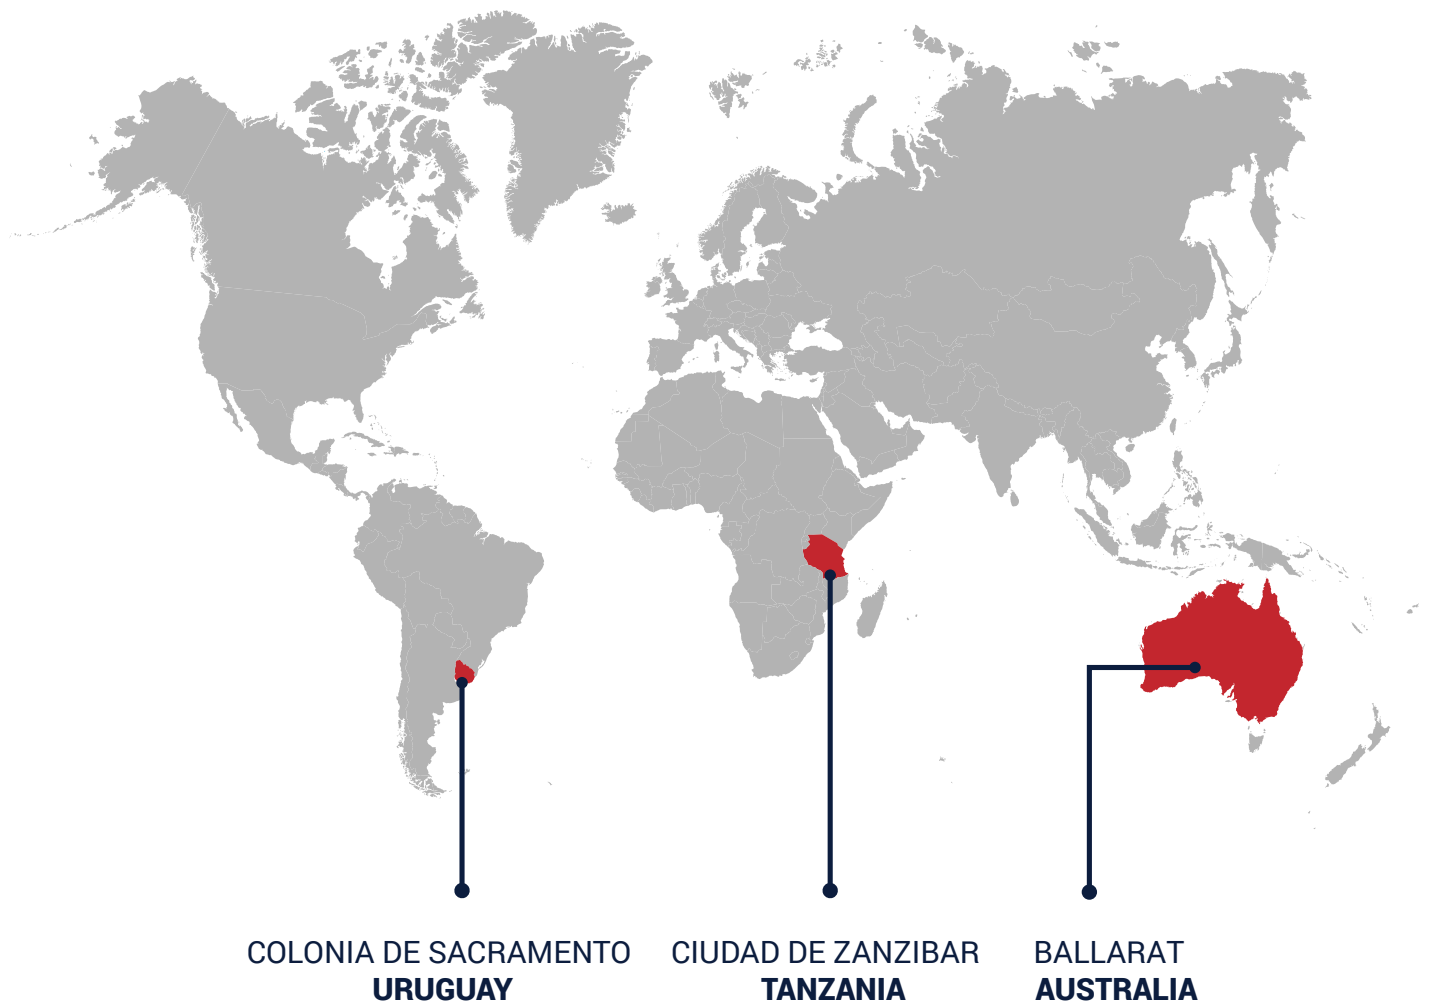 COLONIA DE SACRAMENTO
URUGUAY
CIUDAD DE ZANZIBAR
TANZANIA
BALLARAT
AUSTRALIA